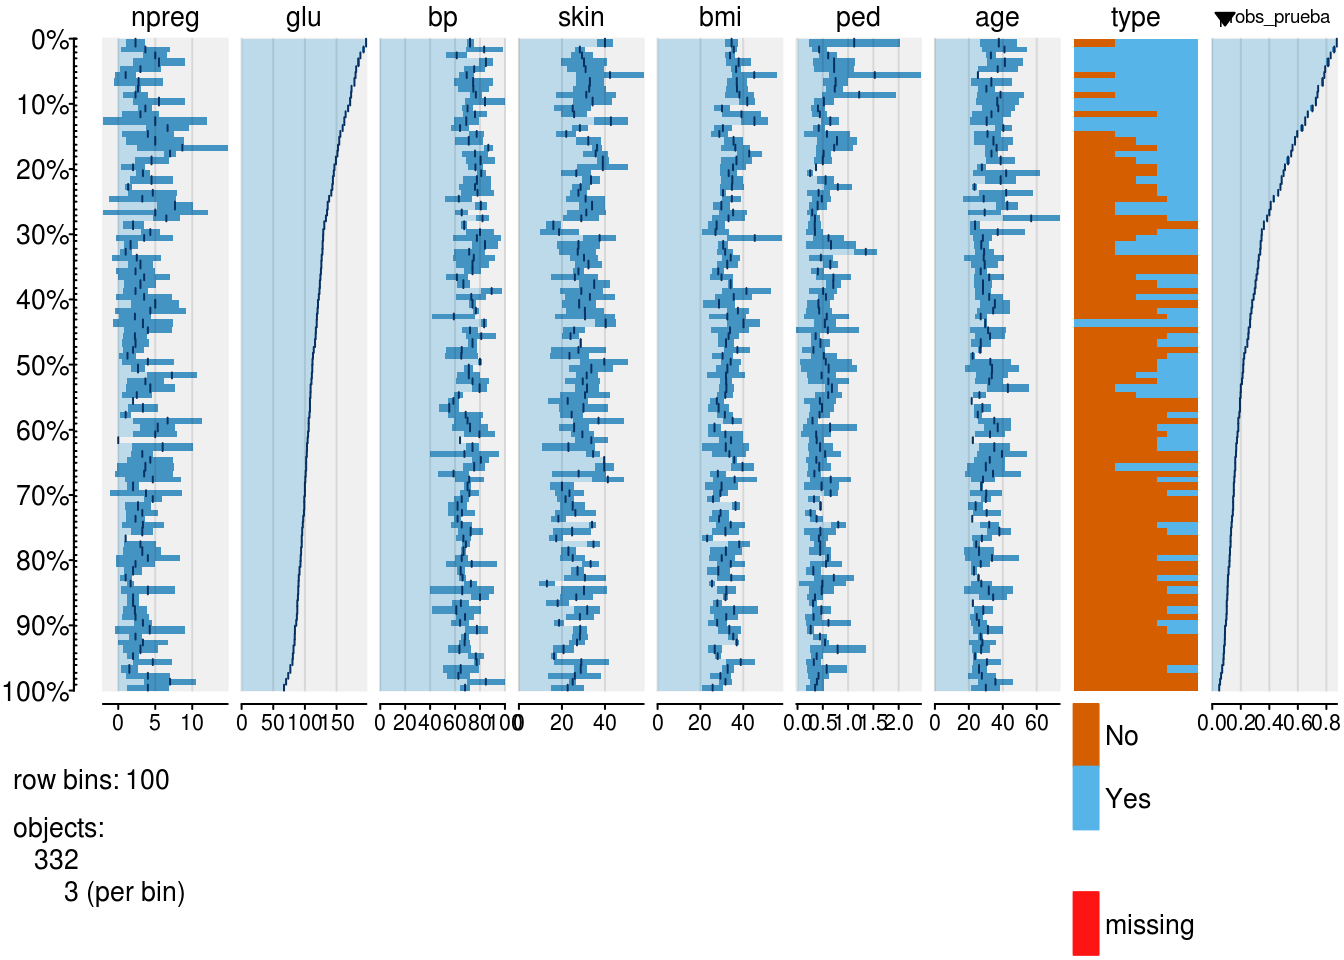 npreg glu bp skin bmi ped age type probs_prueba
0%
10%
20%
30%
40%
50%
60%
70%
80%
90%
100%
0 5 10 0 50 100 150 0 20 40 60 80 100 0 20 40 0 20 40 0.0 0.5 1.0 1.5 2.0 0 20 40 60 0.0 0.2 0.4 0.6 0.8
No
Yes
missing
row bins: 100
objects:
332
3 (per bin)